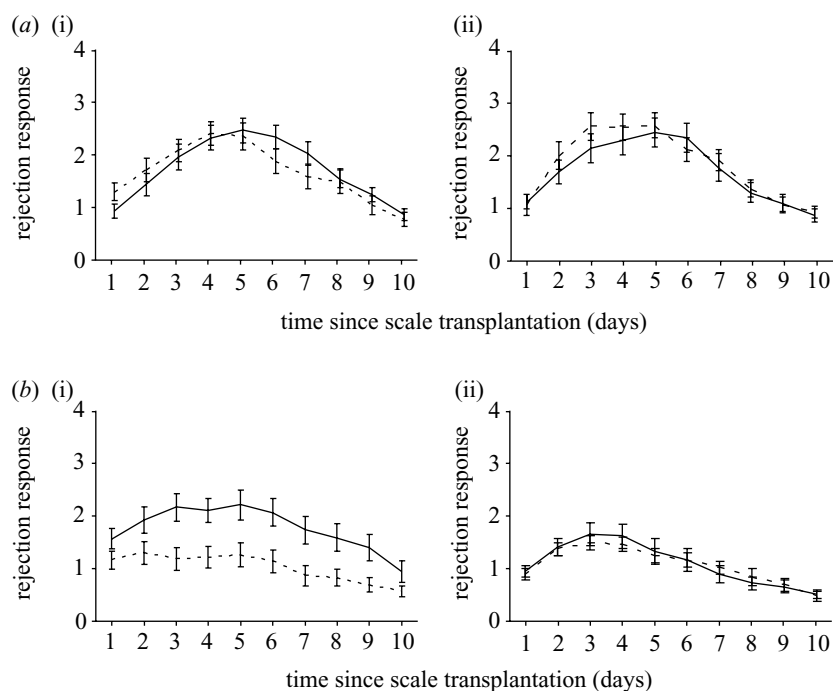 (a) (i)
(ii)
4
3
2
1
0
rejection response
1 2 3 4 5 6 7 8 9 10
4
3
2
1
0
rejection response
1 2 3 4 5 6 7 8 9 10
time since scale transplantation (days)
(b) (i)
(ii)
4
3
2
1
0
rejection response
1 2 3 4 5 6 7 8 9 10
4
3
2
1
0
rejection response
1 2 3 4 5 6 7 8 9 10
time since scale transplantation (days)